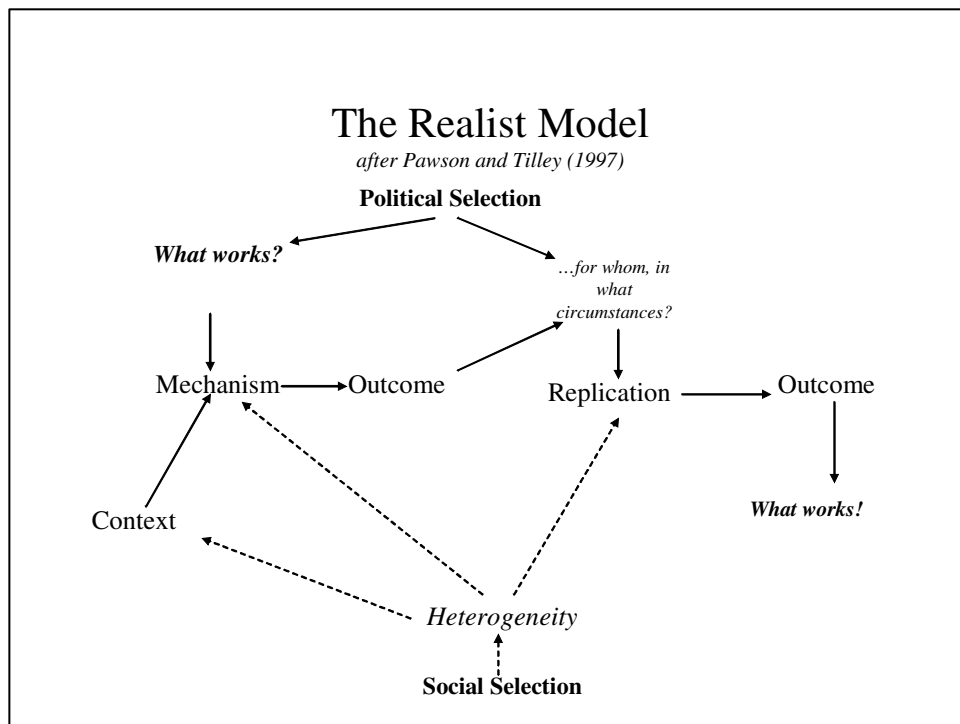 The Realist Model
after Pawson and Tilley (1997)
Political Selection
What works?
…for whom, in
what
circumstances?
Mechanism
Outcome
Replication
Outcome
Context
What works!
Heterogeneity
Social Selection